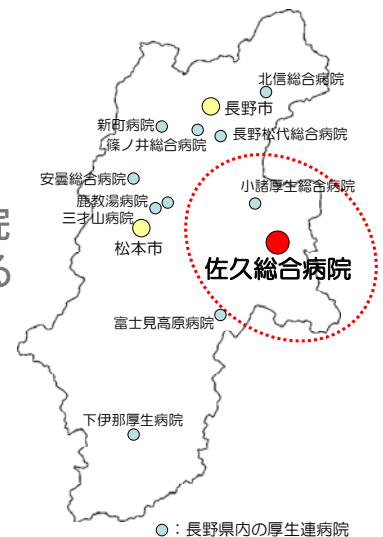 北信総合病院
長野市
新町病院
長野松代総合病院
篠ノ井総合病院
安曇総合病院
小諸厚生総合病院
鹿教湯病院
三才山病院
院
松本市
佐久総合病院
る
富士見高原病院
下伊那厚生病院
：長野県内の厚生連病院